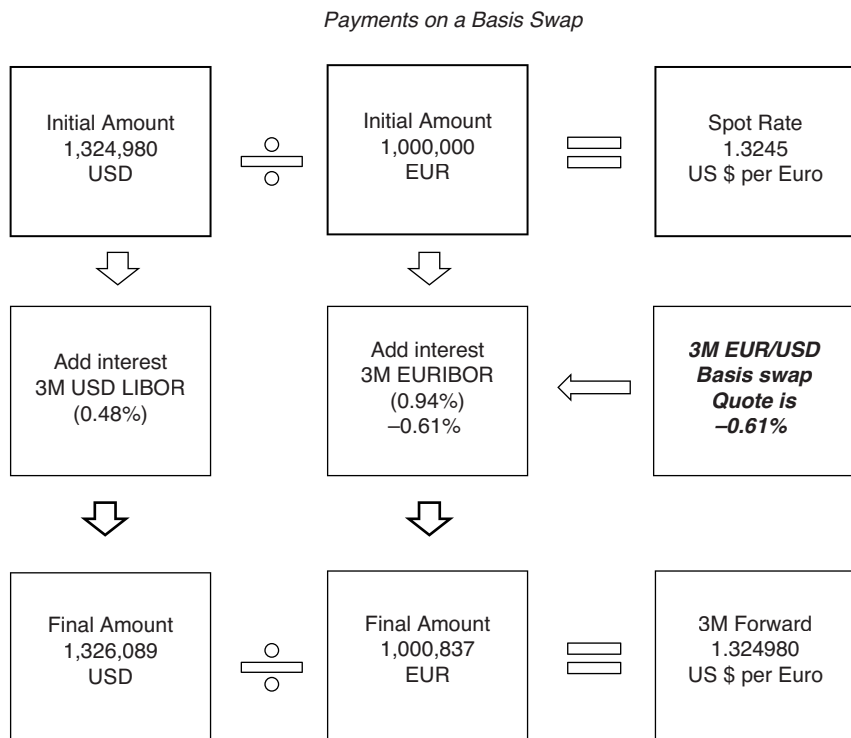 Payments on a Basis Swap
Initial Amount
1,324,980
USD
Initial Amount
1,000,000
EUR
Spot Rate
1.3245
US $ per Euro
Add interest
3M USD LIBOR
(0.48%)
Add interest
3M EURIBOR
(0.94%)
–0.61%
3M EUR/USD
Basis swap
Quote is
–0.61%
Final Amount
1,326,089
USD
Final Amount
1,000,837
EUR
3M Forward
1.324980
US $ per Euro